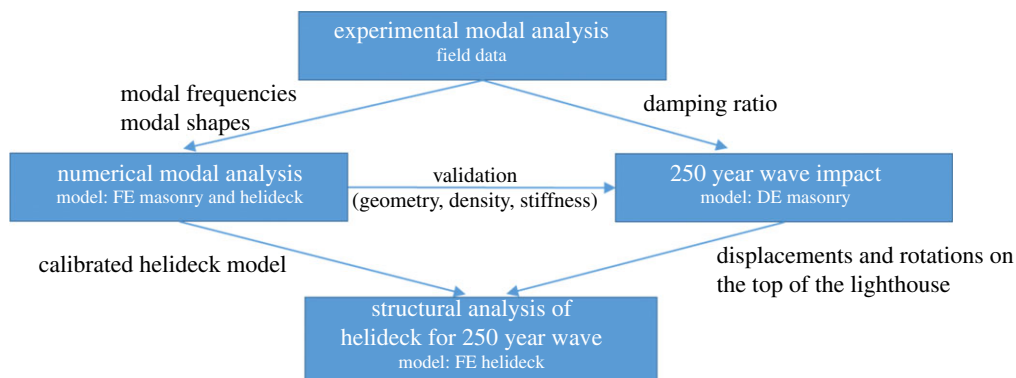 experimental modal analysis
field data
modal frequencies
modal shapes
damping ratio
numerical modal analysis
model: FE masonry and helideck
validation
(geometry, density, stiffness)
250 year wave impact
model: DE masonry
calibrated helideck model
displacements and rotations on
the top of the lighthouse
structural analysis of
helideck for 250 year wave
model: FE helideck